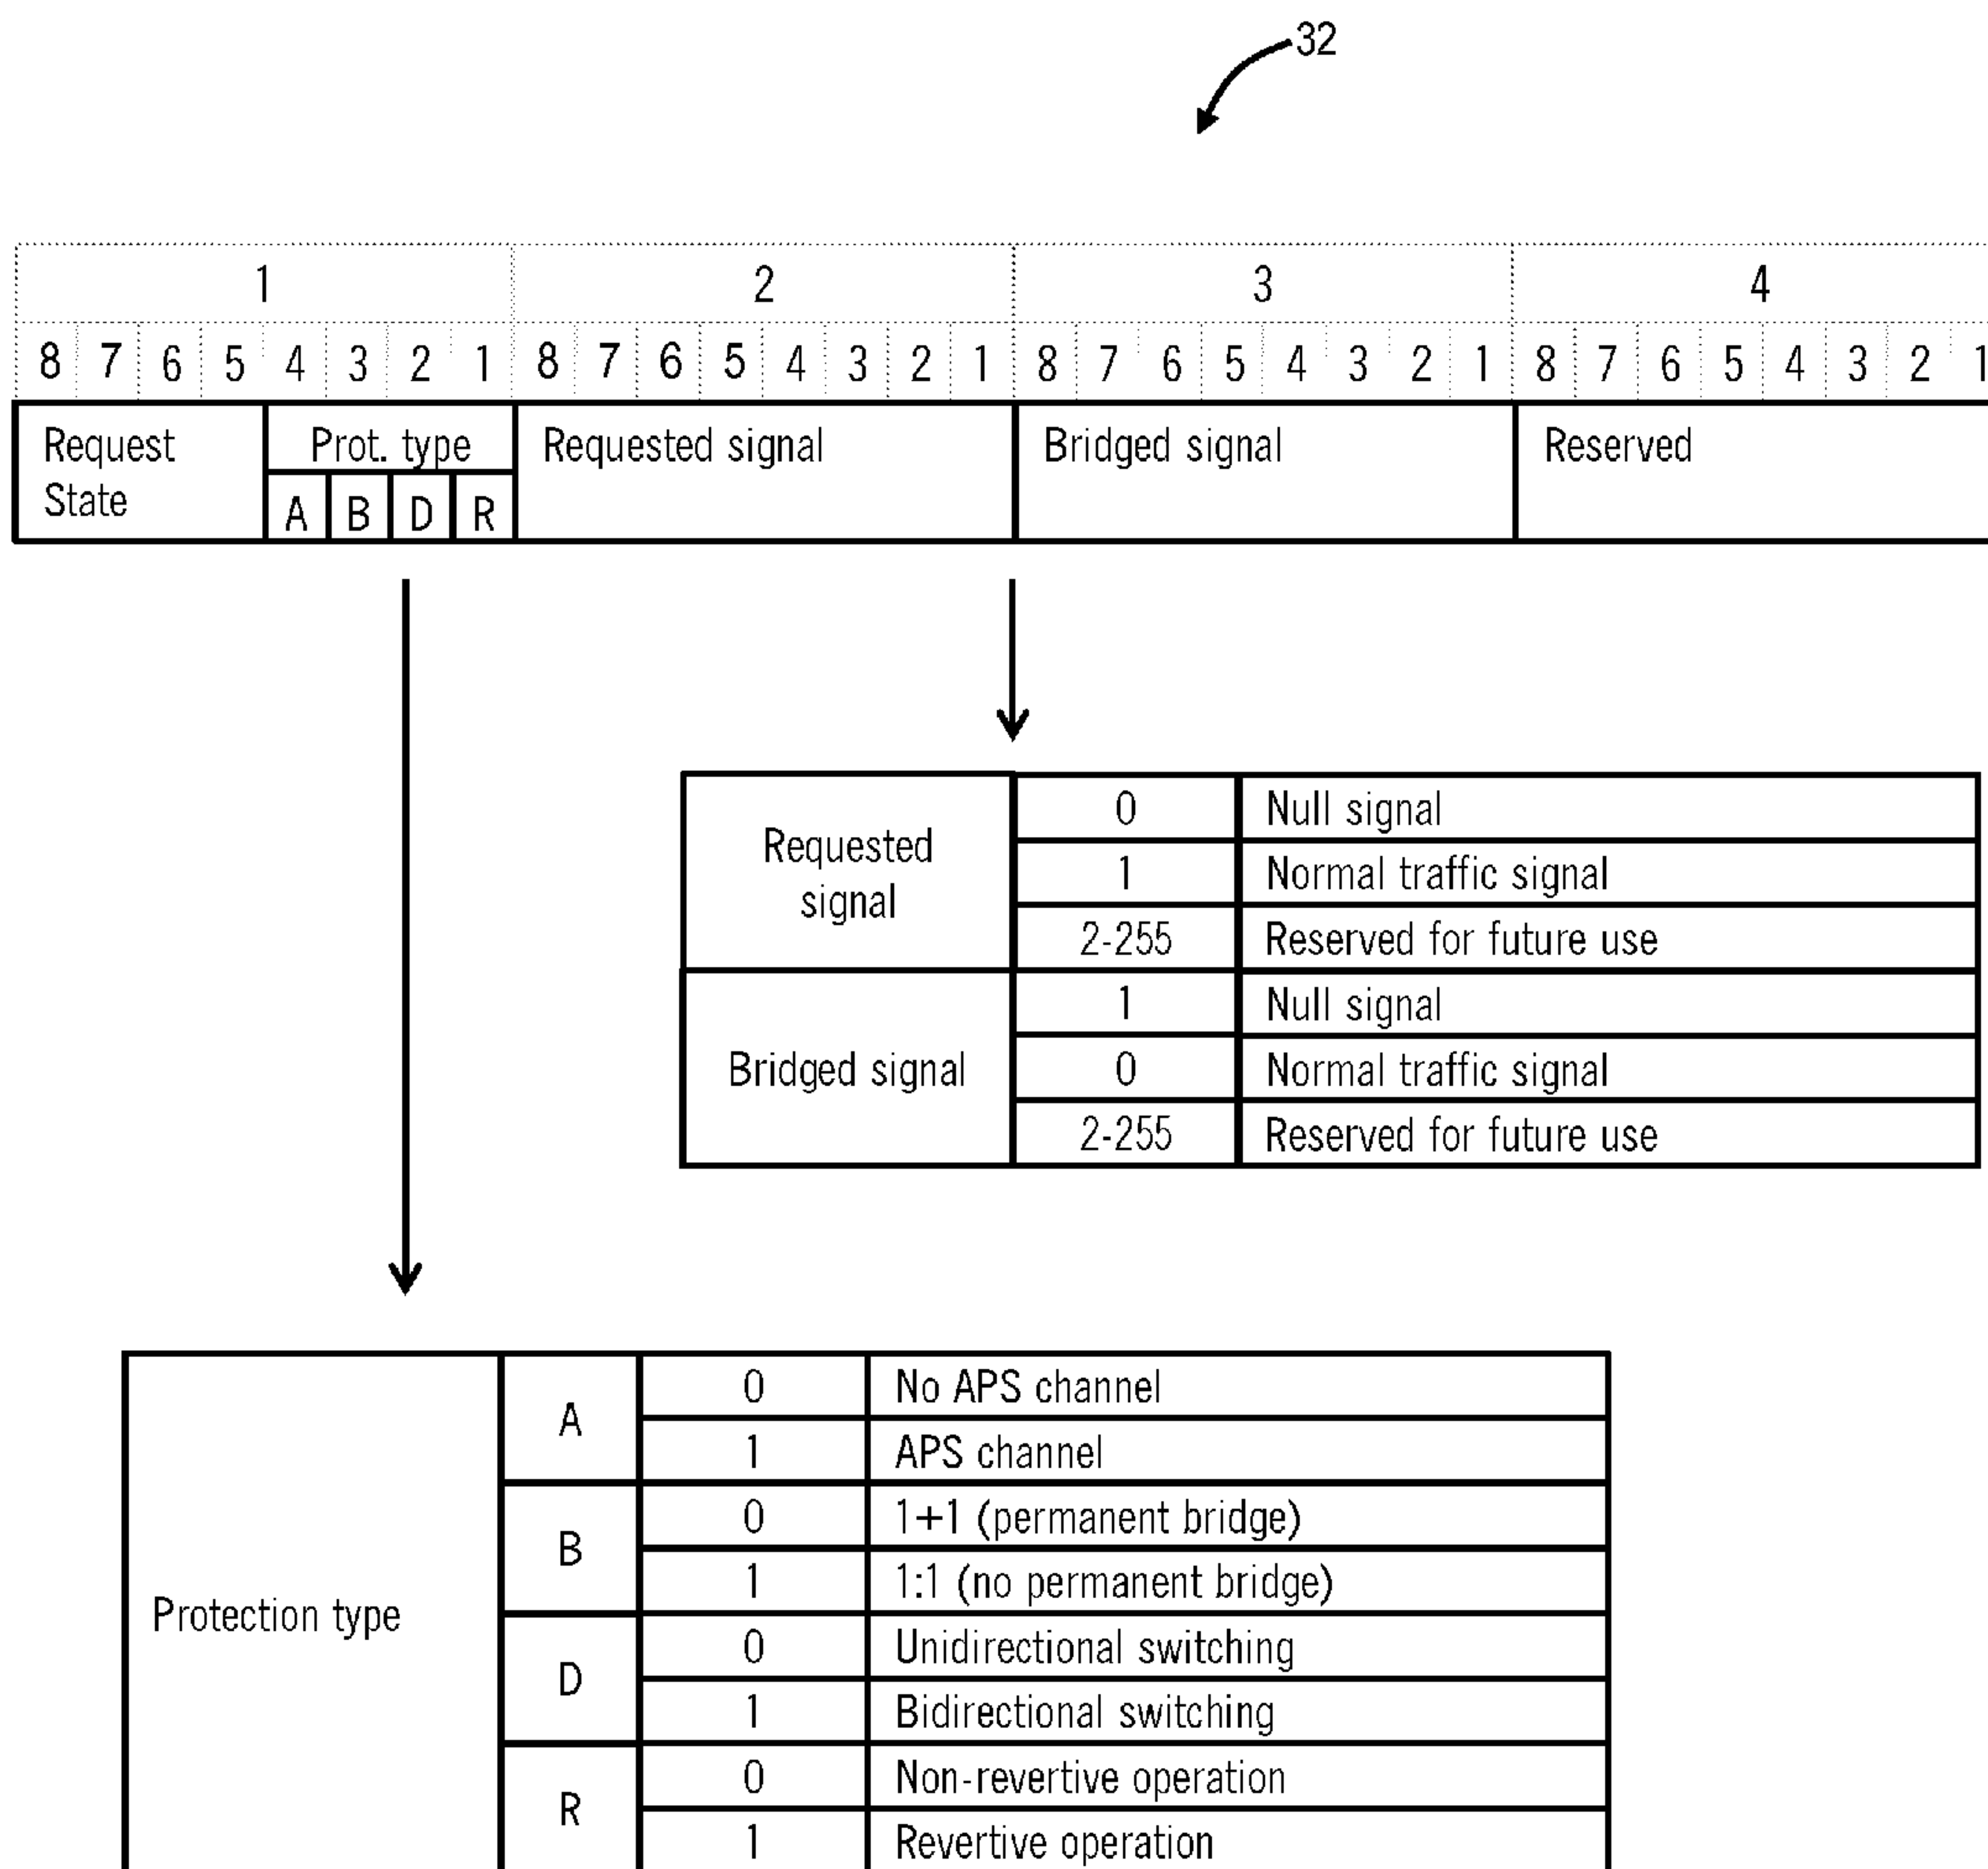 32
1 2 3 4
8 7 6 5 4 3 2 1 8 7 6 5 4 3 2 1 8 7 6 5 4 3 2 1 8 7 6 5 4 3 2 1
Request State
Prot. type
A B D R
Requested signal
Bridged signal
Reserved
Requested signal
0 Null signal
1 Normal traffic signal
2-255 Reserved for future use
Bridged signal
1 Null signal
0 Normal traffic signal
2-255 Reserved for future use
Protection type
A
0 No APS channel
1 APS channel
B
0 1+1 (permanent bridge)
1 1:1 (no permanent bridge)
D
0 Unidirectional switching
1 Bidirectional switching
R
0 Non-revertive operation
1 Revertive operation